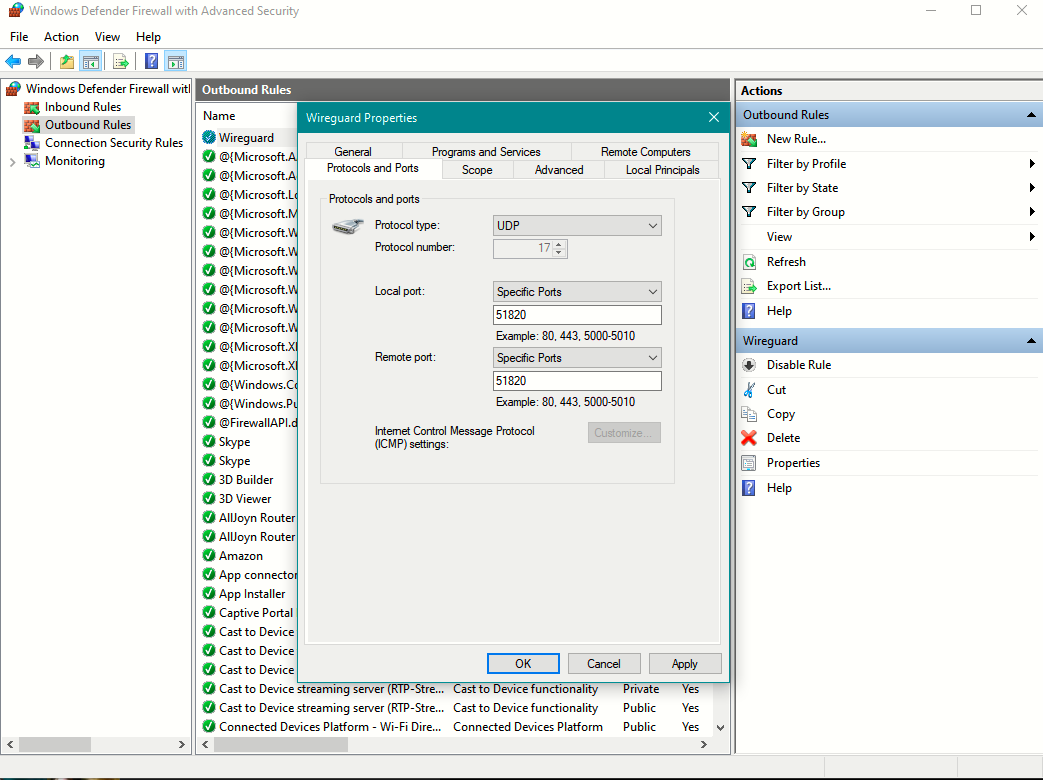 Windows Defender Firewall with Advanced Security
File Action View Help
Windows Defender Firewall with
Inbound Rules
Outbound Rules
Connection Security Rules
Monitoring
Outbound Rules
Name
Wireguard
@{Microsoft.A
@{Microsoft.A
@{Microsoft.Lo
@{Microsoft.M
@{Microsoft.W
@{Microsoft.W
@{Microsoft.W
@{Microsoft.W
@{Microsoft.W
@{Microsoft.W
@{Microsoft.XI
@{Microsoft.XI
@{Windows.Co
@{Windows.Pu
@FirewallAPI.d
Skype
Skype
3D Builder
3D Viewer
AllJoyn Router
AllJoyn Router
Amazon
App connector
App Installer
Captive Portal
Cast to Device
Cast to Device
Cast to Device
Cast to Device streaming server (RTP-Stre... Cast to Device functionality Private Yes
Cast to Device streaming server (RTP-Stre... Cast to Device functionality Public Yes
Connected Devices Platform - Wi-Fi Dire... Connected Devices Platform Public Yes
Wireguard Properties
General Programs and Services Remote Computers
Protocols and Ports Scope Advanced Local Principals
Protocols and ports
Protocol type: UDP
Protocol number: 17
Local port: Specific Ports
51820
Example: 80, 443, 5000-5010
Remote port: Specific Ports
51820
Example: 80, 443, 5000-5010
Internet Control Message Protocol
(ICMP) settings: Customize...
OK Cancel Apply
Actions
Outbound Rules
New Rule...
Filter by Profile
Filter by State
Filter by Group
View
Refresh
Export List...
Help
Wireguard
Disable Rule
Cut
Copy
Delete
Properties
Help